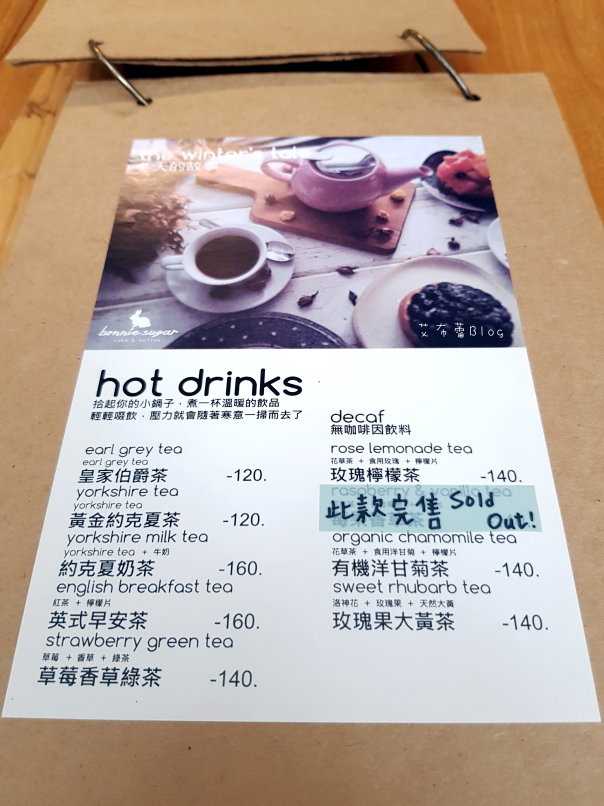 the winter's tale
bonnie sugar
艾布蕾Blog
hot drinks
拾起你的小鍋子，煮一杯溫暖的飲品
輕輕啜飲，壓力就會隨著寒意一掃而去了
earl grey tea
earl grey tea
皇家伯爵茶 -120.
yorkshire tea
yorkshire tea
黃金約克夏茶 -120.
yorkshire milk tea
yorkshire tea + 牛奶
約克夏奶茶 -160.
english breakfast tea
紅茶 + 檸檬片
英式早安茶 -160.
strawberry green tea
草莓 + 香草 + 綠茶
草莓香草綠茶 -140.
decaf
無咖啡因飲料
rose lemonade tea
花草茶 + 食用玫瑰 + 檸檬片
玫瑰檸檬茶 -140.
raspberry & vanilla tea
此款完售 Sold Out!
organic chamomile tea
花草茶 + 食用洋甘菊 + 檸檬片
有機洋甘菊茶 -140.
sweet rhubarb tea
洛神花 + 玫瑰果 + 天然大黃
玫瑰果大黃茶 -140.